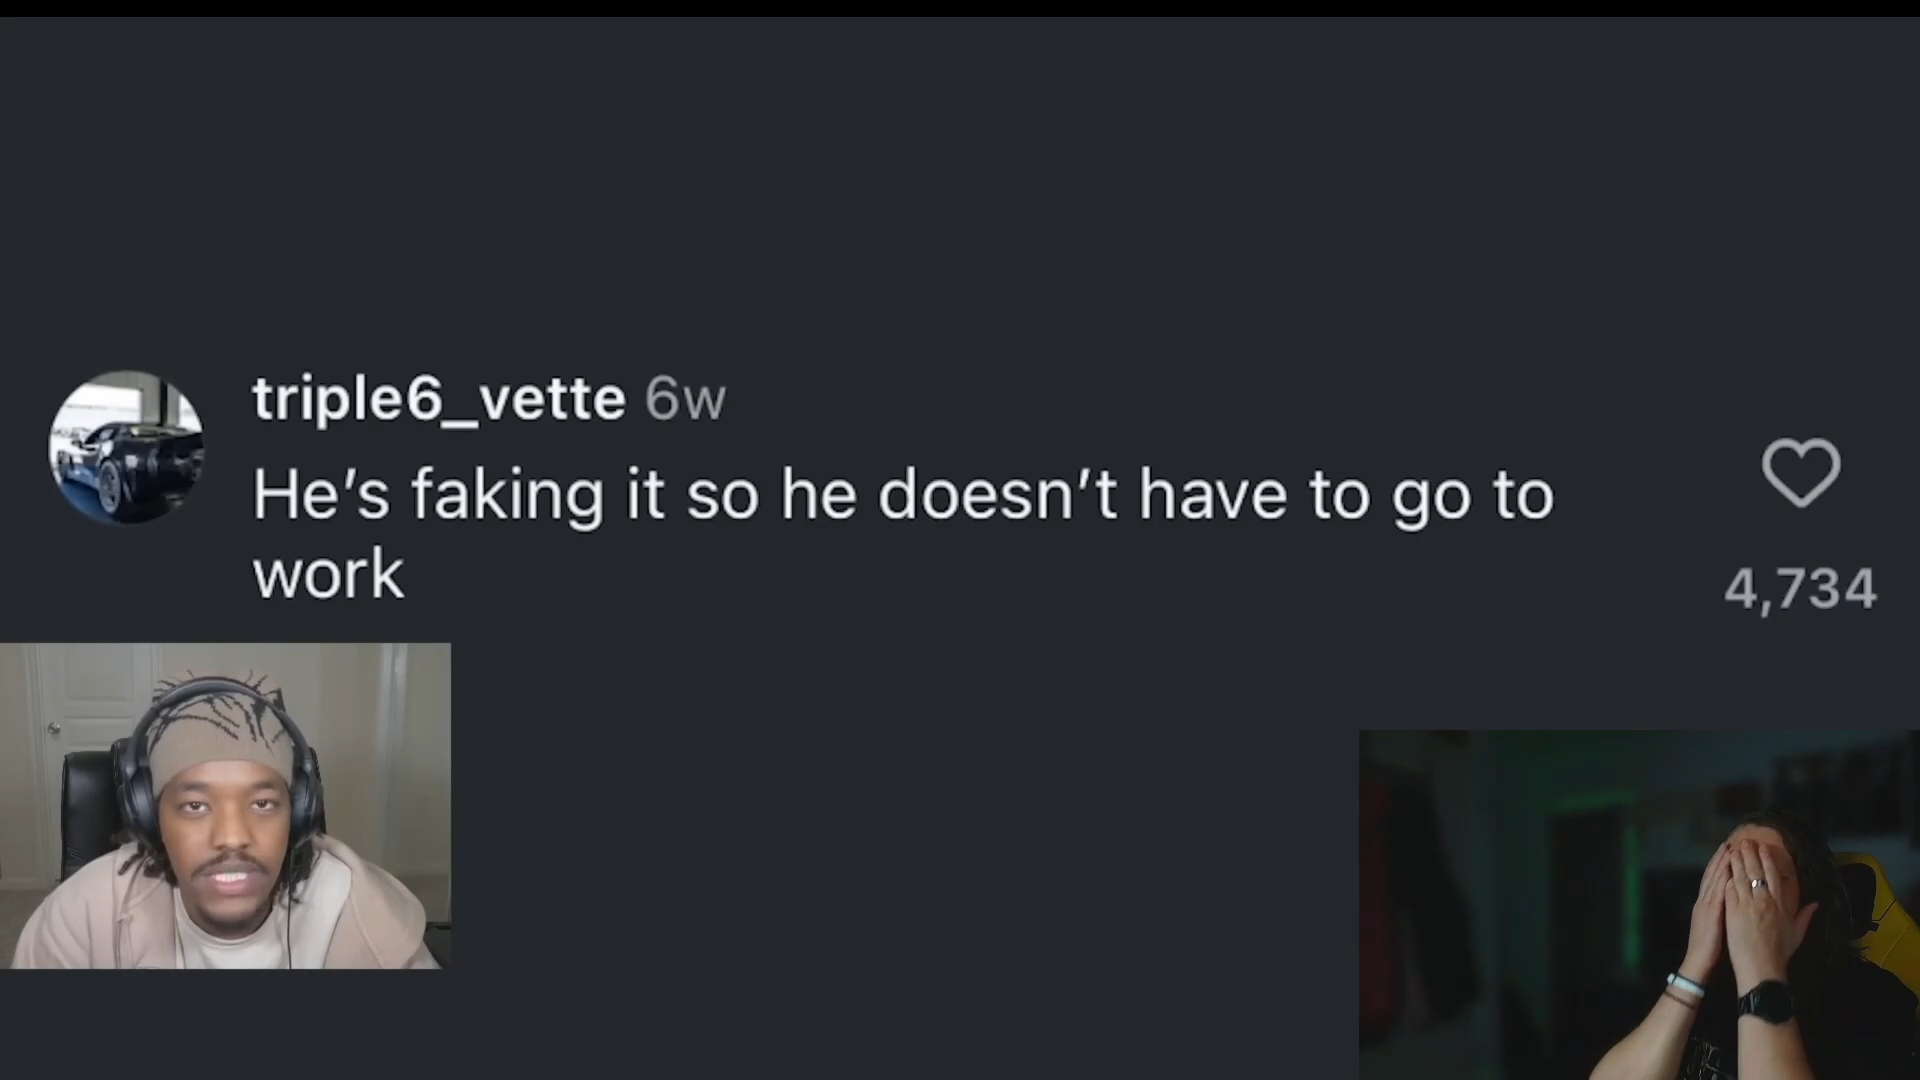 triple6_vette 6w
He’s faking it so he doesn’t have to go to
work
4,734